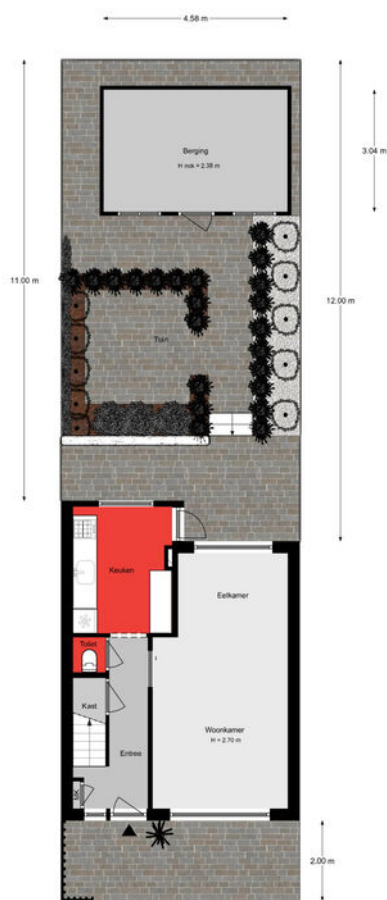 4.58 m
Berging
H nok = 2.38 m
3.04 m
11.00 m
12.00 m
Tuin
Keuken
Eetkamer
Toilet
Kast
Woonkamer
H = 2.70 m
Entree
MK
2.00 m